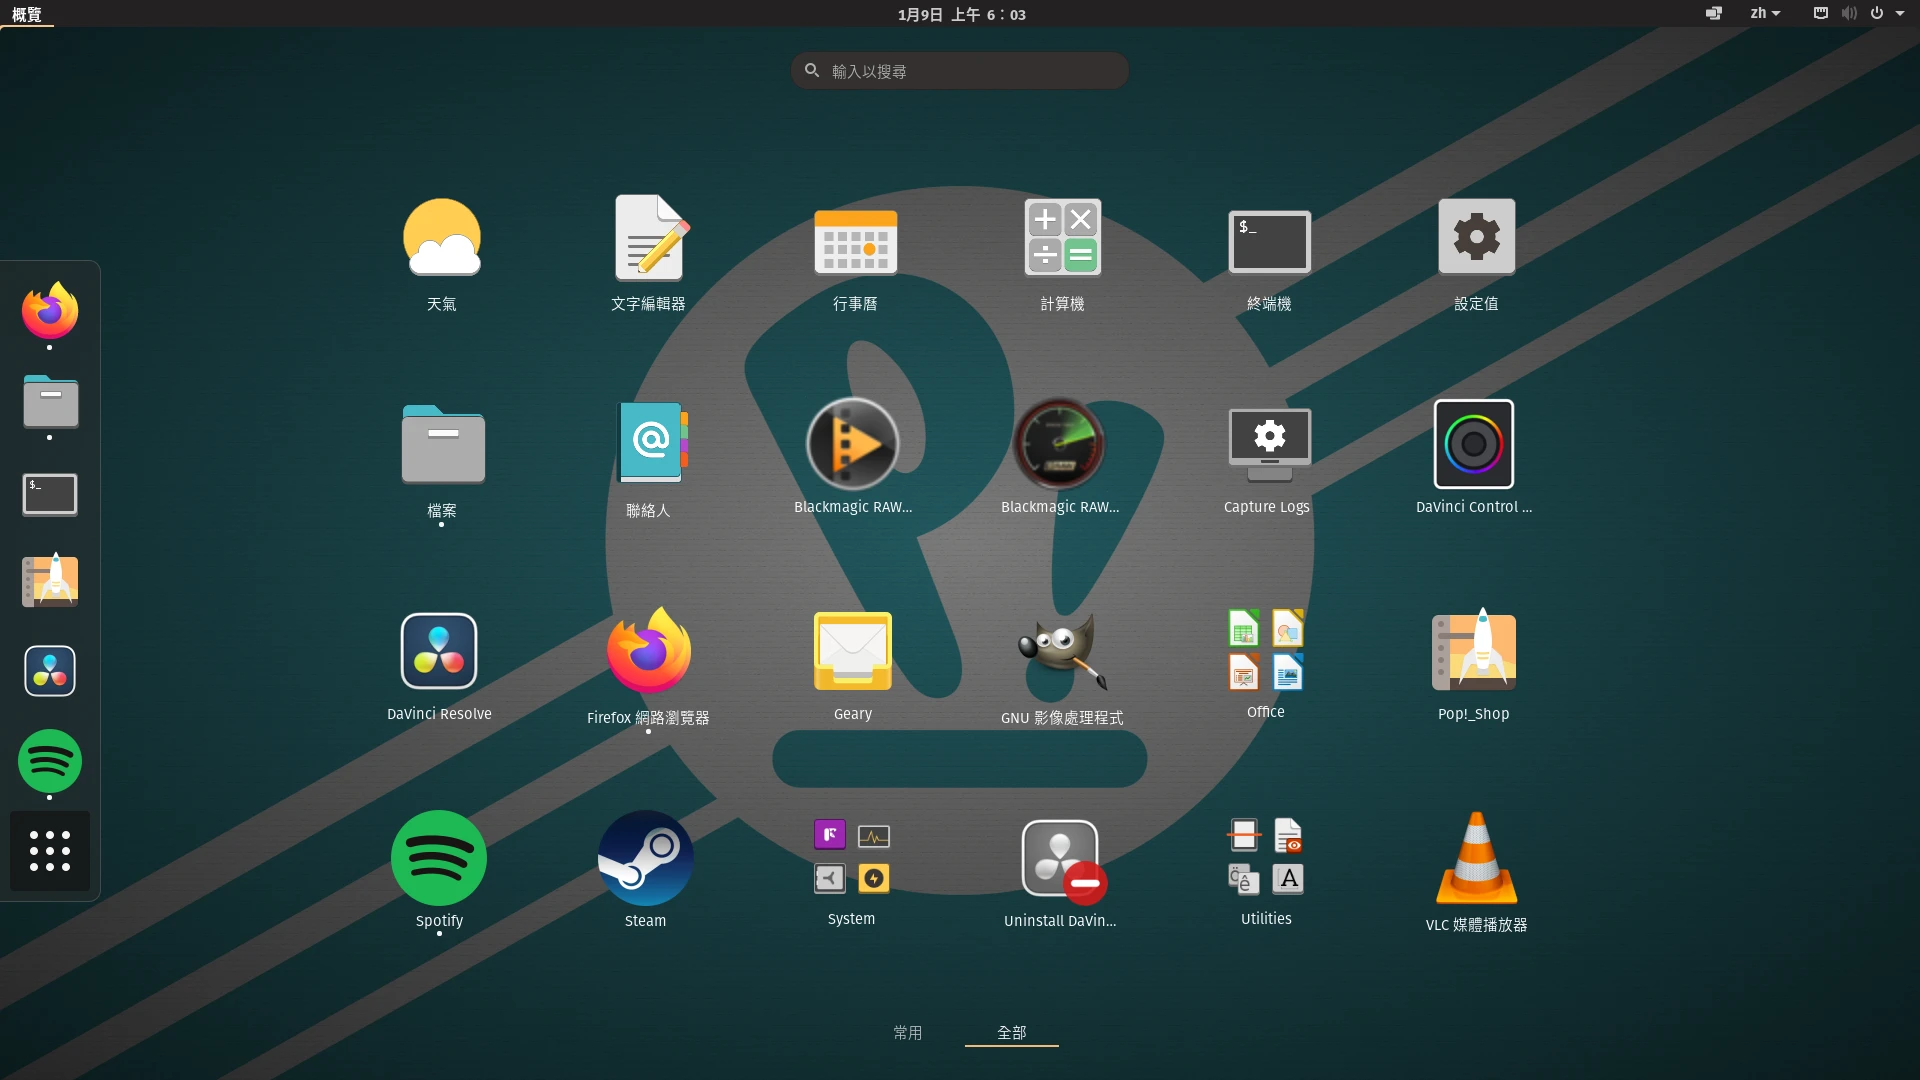 概覽
1月9日 上午 6：03
zh
輸入以搜尋
天氣
文字編輯器
行事曆
計算機
終端機
設定值
檔案
聯絡人
Blackmagic RAW...
Blackmagic RAW...
Capture Logs
DaVinci Control ...
DaVinci Resolve
Firefox 網路瀏覽器
Geary
GNU 影像處理程式
Office
Pop!_Shop
Spotify
Steam
System
Uninstall DaVin...
Utilities
VLC 媒體播放器
常用
全部